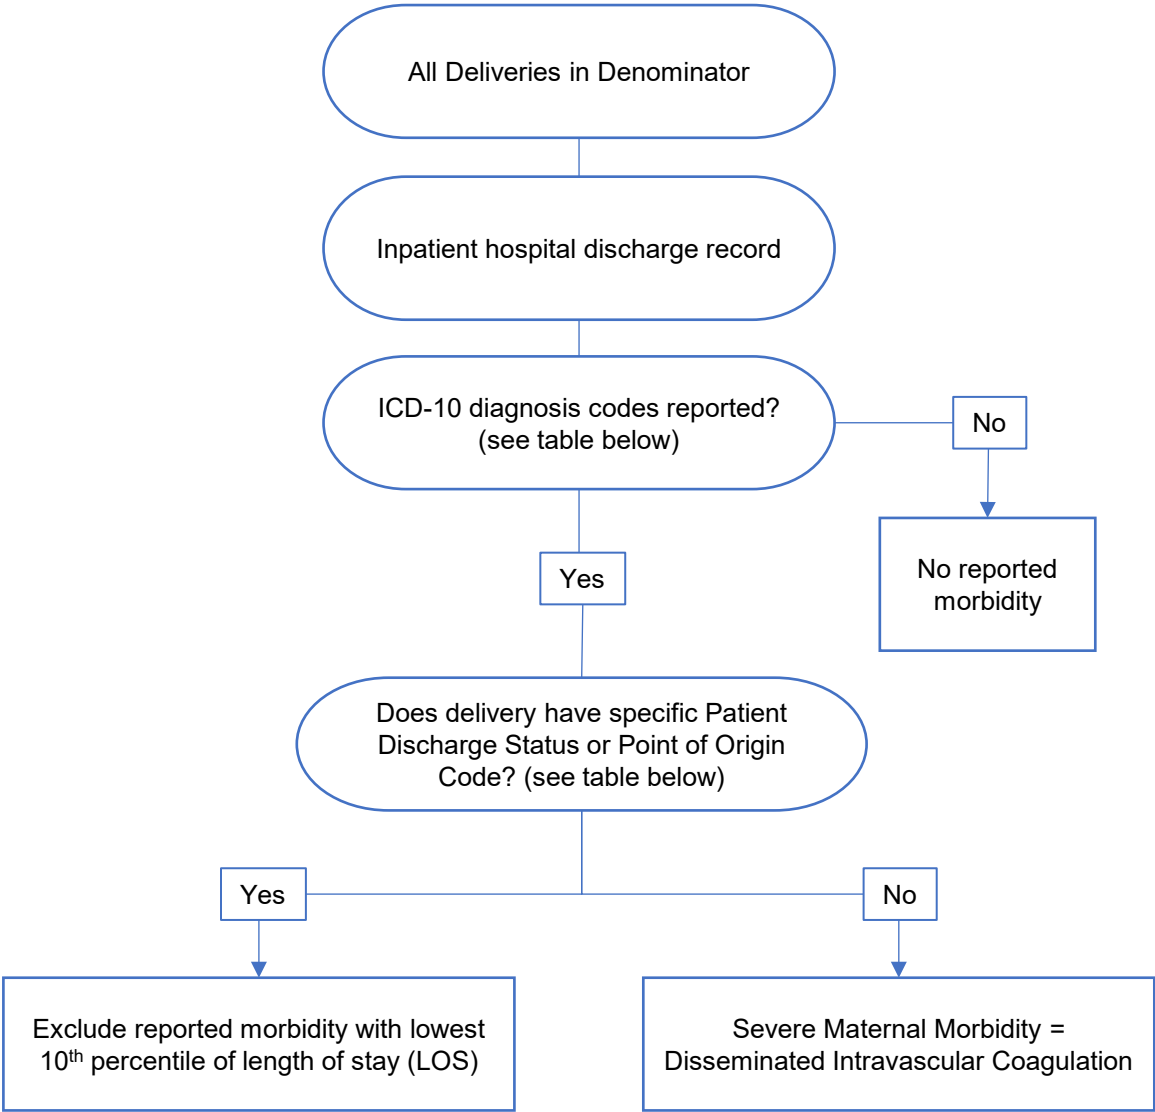 All Deliveries in Denominator
Inpatient hospital discharge record
ICD-10 diagnosis codes reported?
(see table below)
No
No reported
morbidity
Yes
Does delivery have specific Patient
Discharge Status or Point of Origin
Code? (see table below)
Yes
No
Exclude reported morbidity with lowest
10th percentile of length of stay (LOS)
Severe Maternal Morbidity =
Disseminated Intravascular Coagulation